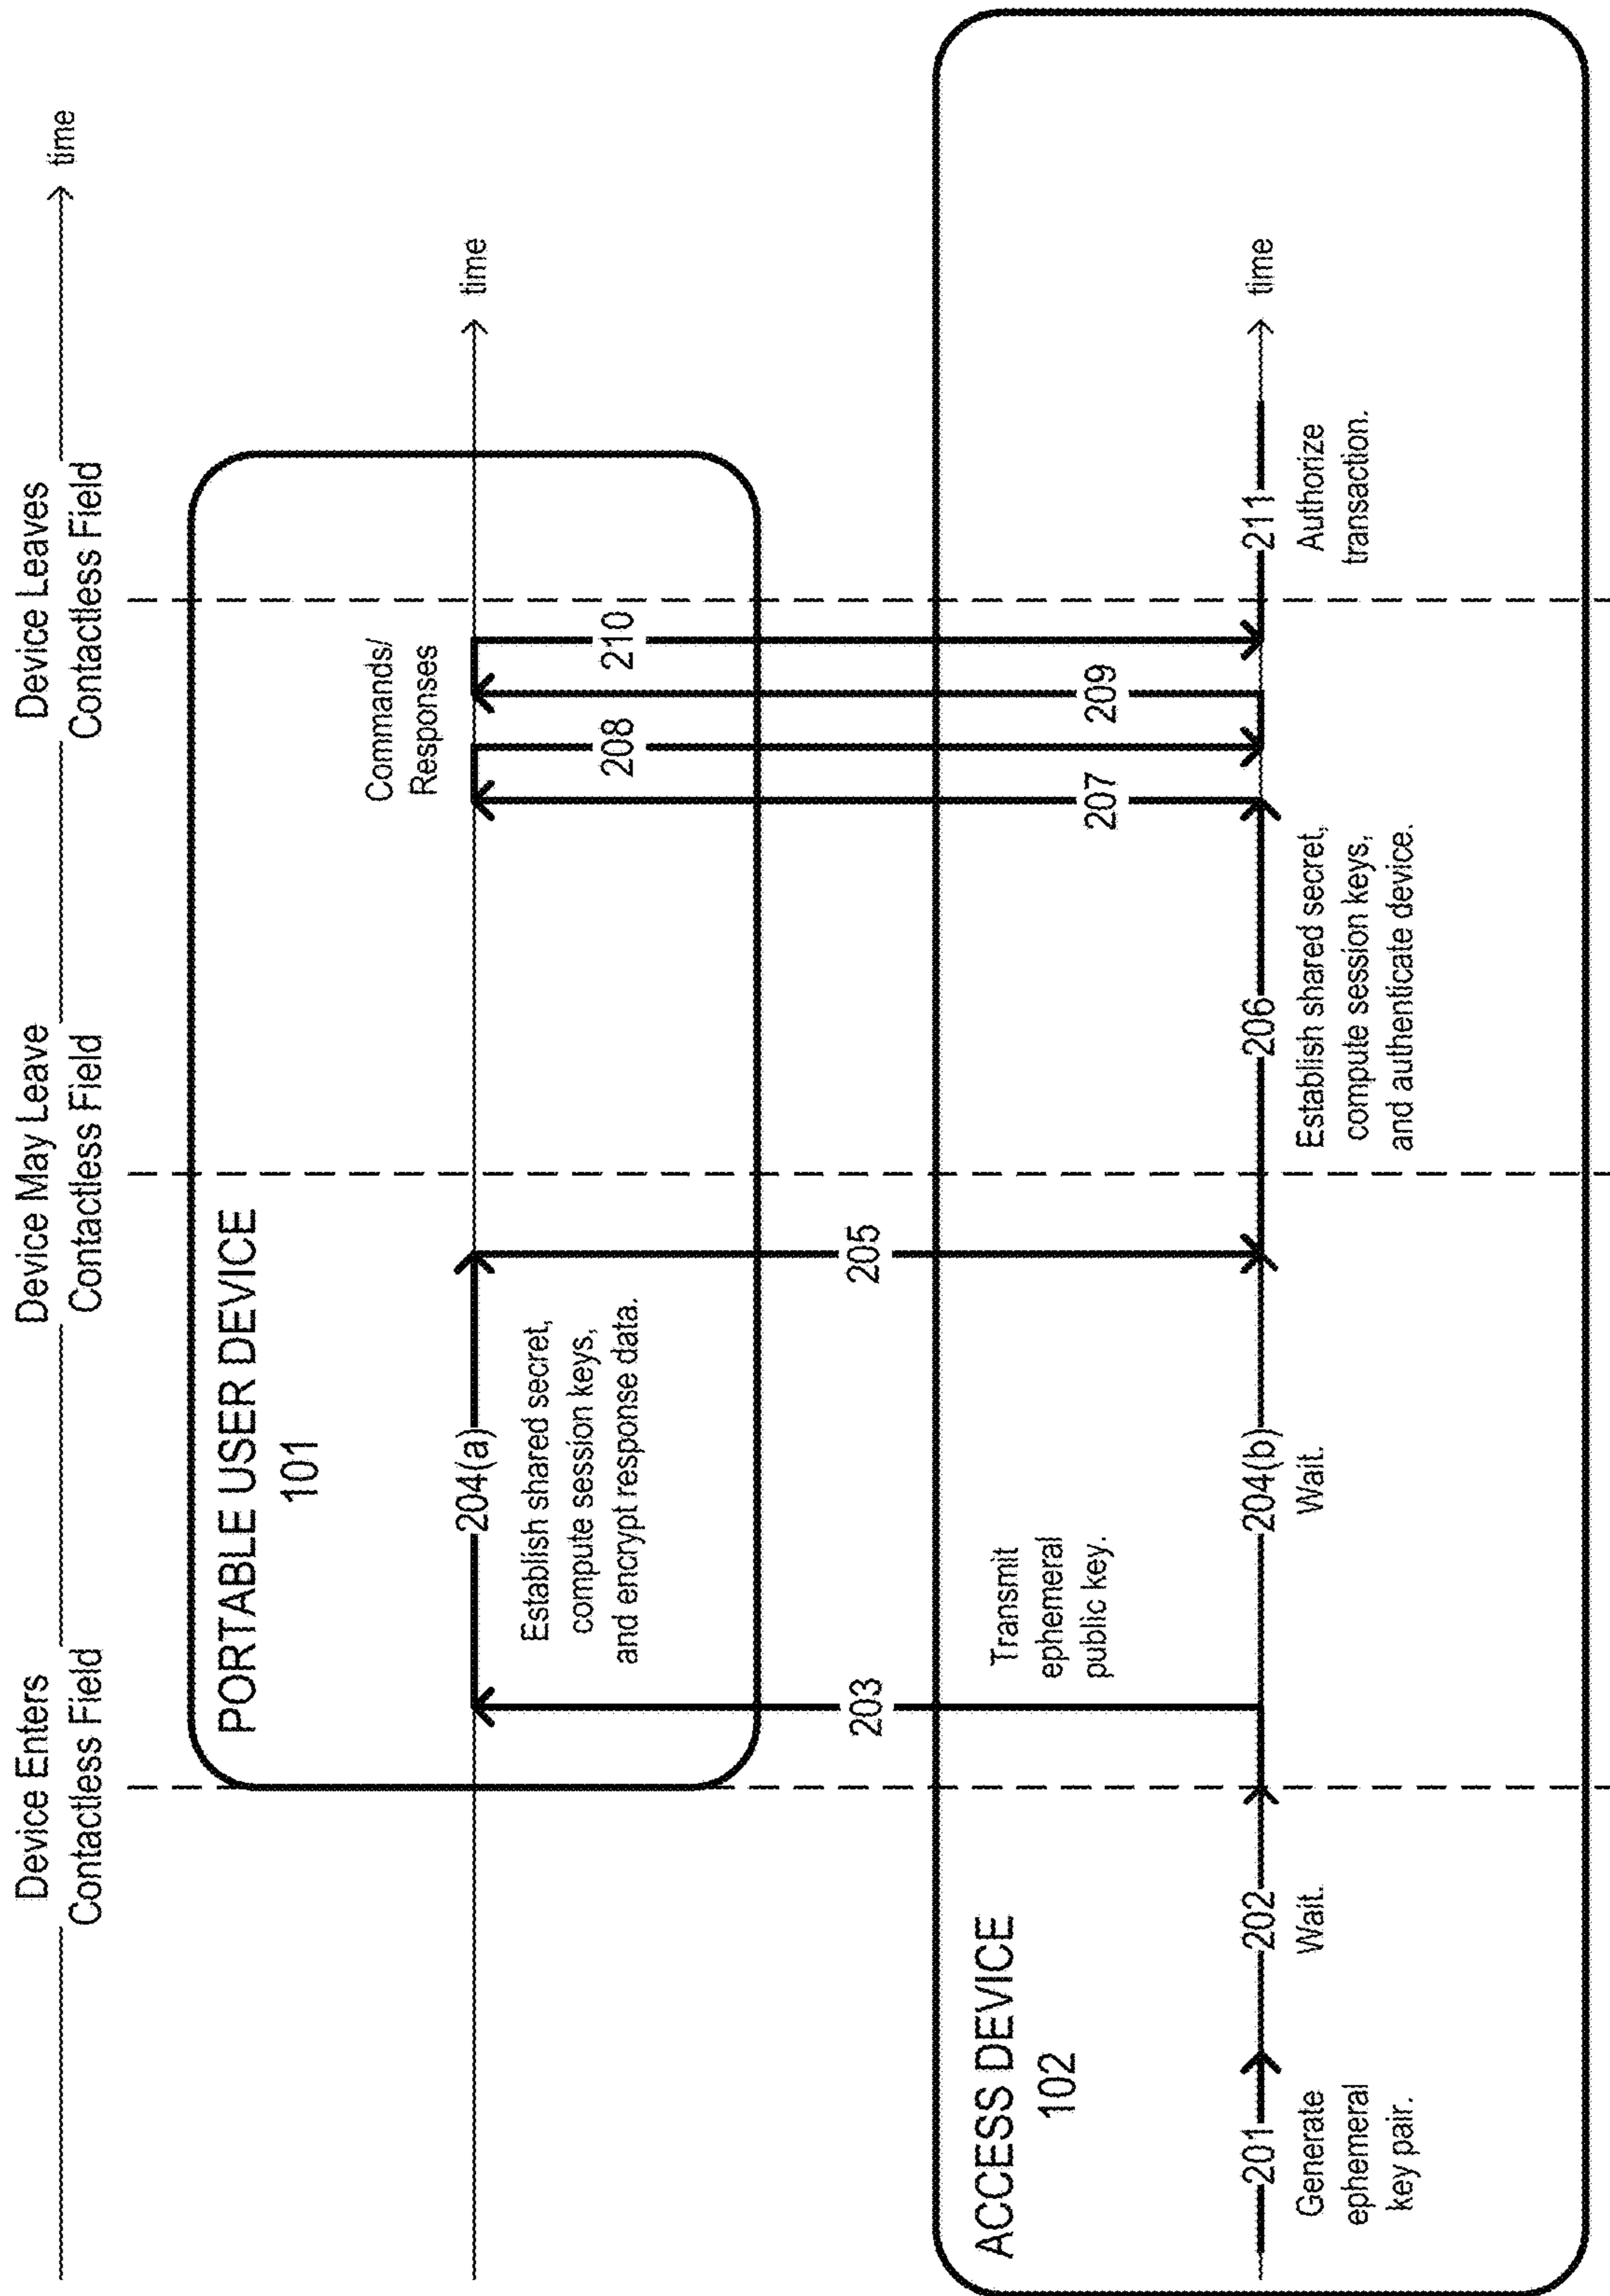 Device Enters
Contactless Field
Device May Leave
Contactless Field
Device Leaves
Contactless Field
time
PORTABLE USER DEVICE
101
Commands/
Responses
204(a)
time
Establish shared secret,
compute session keys,
and encrypt response data.
208
210
203
205
ACCESS DEVICE
102
Transmit
ephemeral
public key.
207
209
201
202
204(b)
206
211
time
Generate
ephemeral
key pair.
Wait.
Wait.
Establish shared secret,
compute session keys,
and authenticate device.
Authorize
transaction.